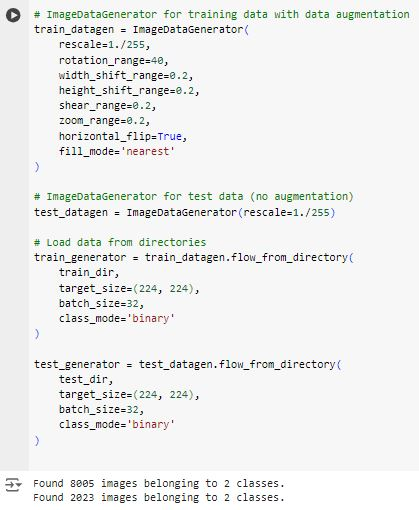 # ImageDataGenerator for training data with data augmentation
train_datagen = ImageDataGenerator(
    rescale=1./255,
    rotation_range=40,
    width_shift_range=0.2,
    height_shift_range=0.2,
    shear_range=0.2,
    zoom_range=0.2,
    horizontal_flip=True,
    fill_mode='nearest'
)
# ImageDataGenerator for test data (no augmentation)
test_datagen = ImageDataGenerator(rescale=1./255)
# Load data from directories
train_generator = train_datagen.flow_from_directory(
    train_dir,
    target_size=(224, 224),
    batch_size=32,
    class_mode='binary'
)
test_generator = test_datagen.flow_from_directory(
    test_dir,
    target_size=(224, 224),
    batch_size=32,
    class_mode='binary'
)
Found 8005 images belonging to 2 classes.
Found 2023 images belonging to 2 classes.